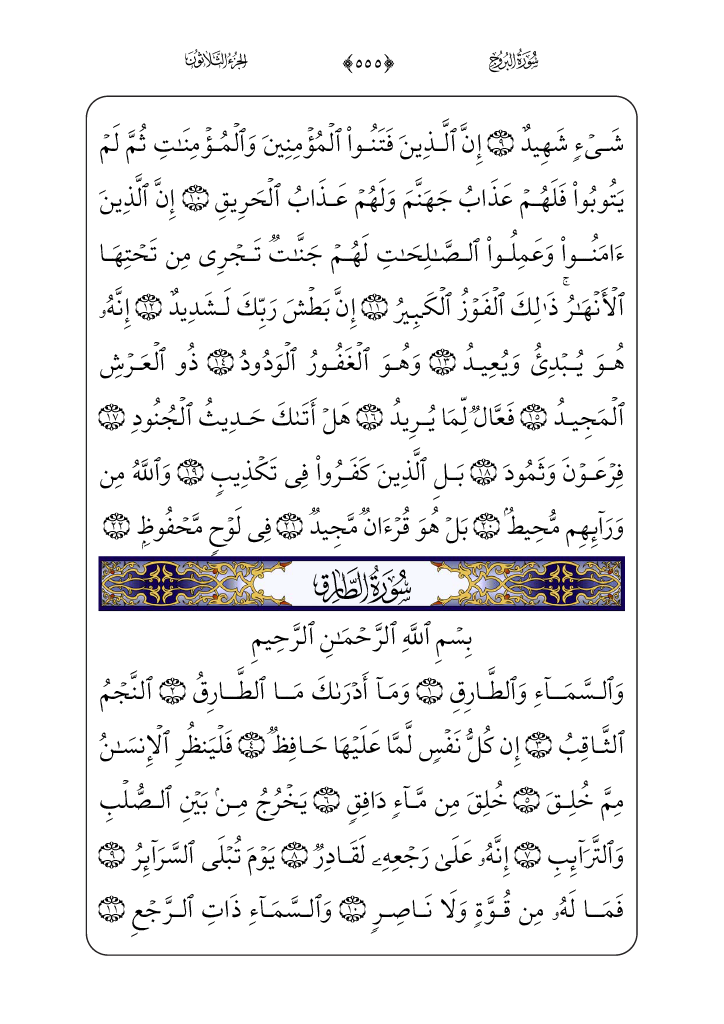 سُورَةُ البُرُوجِ ﴿٥٥٥﴾ الجُزءُ الثَّلَاثُونَ
شَىۡءٖ شَهِيدٌ ٩ إِنَّ ٱلَّذِينَ فَتَنُواْ ٱلۡمُؤۡمِنِينَ وَٱلۡمُؤۡمِنَٰتِ ثُمَّ لَمۡ
يَتُوبُواْ فَلَهُمۡ عَذَابُ جَهَنَّمَ وَلَهُمۡ عَذَابُ ٱلۡحَرِيقِ ١٠ إِنَّ ٱلَّذِينَ
ءَامَنُواْ وَعَمِلُواْ ٱلصَّٰلِحَٰتِ لَهُمۡ جَنَّٰتٞ تَجۡرِى مِن تَحۡتِهَا
ٱلۡأَنۡهَٰرُۚ ذَٰلِكَ ٱلۡفَوۡزُ ٱلۡكَبِيرُ ١١ إِنَّ بَطۡشَ رَبِّكَ لَشَدِيدٌ ١٢ إِنَّهُۥ
هُوَ يُبۡدِئُ وَيُعِيدُ ١٣ وَهُوَ ٱلۡغَفُورُ ٱلۡوَدُودُ ١٤ ذُو ٱلۡعَرۡشِ
ٱلۡمَجِيدُ ١٥ فَعَّالٞ لِّمَا يُرِيدُ ١٦ هَلۡ أَتَىٰكَ حَدِيثُ ٱلۡجُنُودِ ١٧
فِرۡعَوۡنَ وَثَمُودَ ١٨ بَلِ ٱلَّذِينَ كَفَرُواْ فِى تَكۡذِيبٖ ١٩ وَٱللَّهُ مِن
وَرَآئِهِم مُّحِيطُۢ ٢٠ بَلۡ هُوَ قُرۡءَانٞ مَّجِيدٞ ٢١ فِى لَوۡحٖ مَّحۡفُوظِۭ ٢٢
سُورَةُ الطَّارِقِ
بِسۡمِ ٱللَّهِ ٱلرَّحۡمَٰنِ ٱلرَّحِيمِ
وَٱلسَّمَآءِ وَٱلطَّارِقِ ١ وَمَآ أَدۡرَىٰكَ مَا ٱلطَّارِقُ ٢ ٱلنَّجۡمُ
ٱلثَّاقِبُ ٣ إِن كُلُّ نَفۡسٖ لَّمَّا عَلَيۡهَا حَافِظٞ ٤ فَلۡيَنظُرِ ٱلۡإِنسَٰنُ
مِمَّ خُلِقَ ٥ خُلِقَ مِن مَّآءٖ دَافِقٖ ٦ يَخۡرُجُ مِنۢ بَيۡنِ ٱلصُّلۡبِ
وَٱلتَّرَآئِبِ ٧ إِنَّهُۥ عَلَىٰ رَجۡعِهِۦ لَقَادِرٞ ٨ يَوۡمَ تُبۡلَى ٱلسَّرَآئِرُ ٩
فَمَا لَهُۥ مِن قُوَّةٖ وَلَا نَاصِرٖ ١٠ وَٱلسَّمَآءِ ذَاتِ ٱلرَّجۡعِ ١١